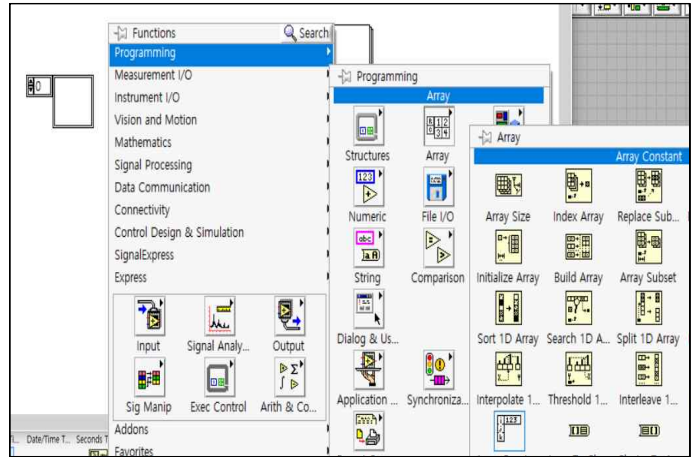 Functions
Search
Programming
Measurement I/O
Instrument I/O
Vision and Motion
Mathematics
Signal Processing
Data Communication
Connectivity
Control Design & Simulation
SignalExpress
Express
Input
Signal Analy...
Output
Sig Manip
Exec Control
Arith & Co...
Addons
Favorites
0
Programming
Array
Structures
Array
Numeric
File I/O
String
Comparison
Dialog & Us...
Application ...
Synchroniza...
Array
Array Constant
Array Size
Index Array
Replace Sub...
Initialize Array
Build Array
Array Subset
Sort 1D Array
Search 1D A...
Split 1D Array
Interpolate 1...
Threshold 1...
Interleave 1...
Date/Time T...
Seconds T